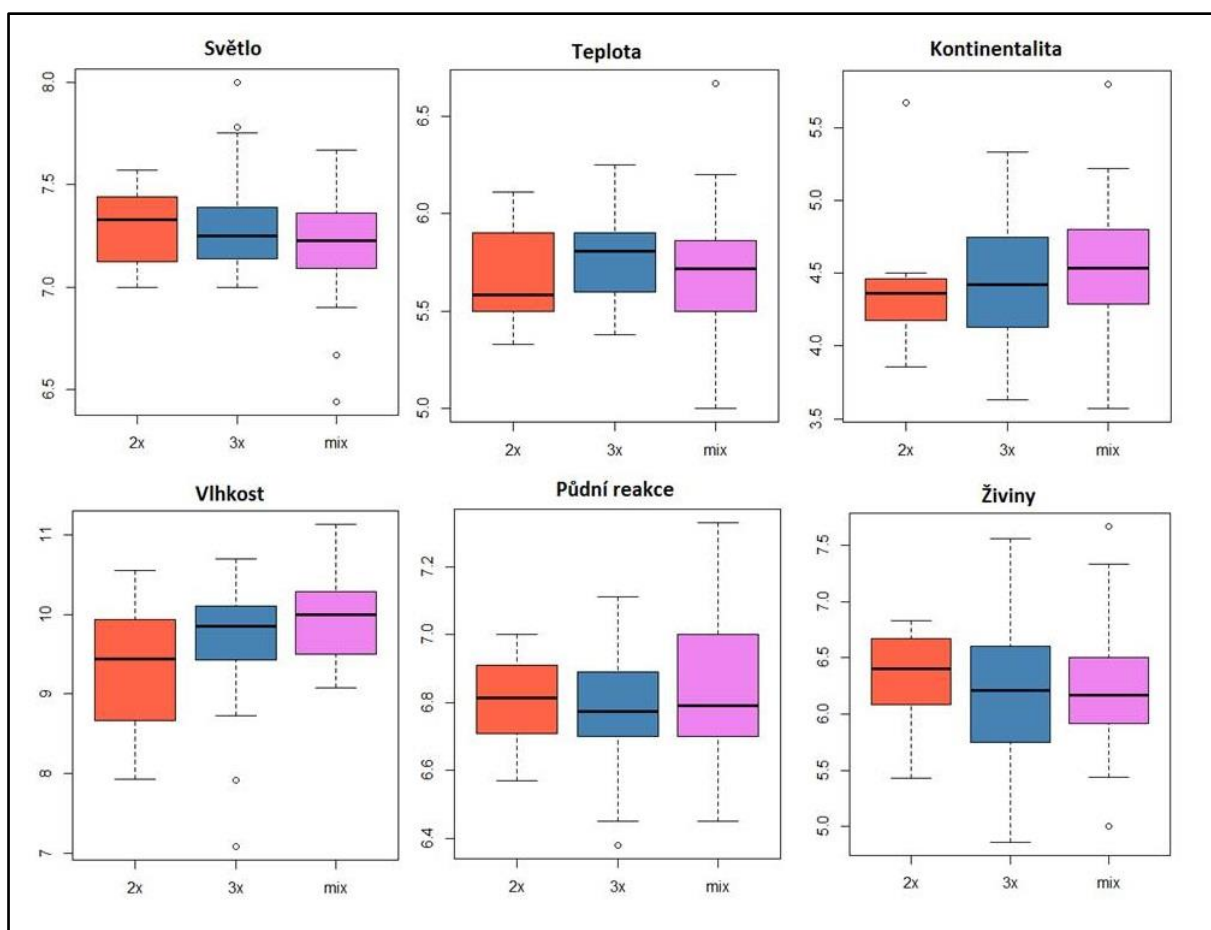 Světlo
8.0
7.5
7.0
6.5
2x 3x mix
Teplota
6.5
6.0
5.5
5.0
2x 3x mix
Kontinentalita
5.5
5.0
4.5
4.0
3.5
2x 3x mix
Vlhkost
11
10
9
8
7
2x 3x mix
Půdní reakce
7.2
7.0
6.8
6.6
6.4
2x 3x mix
Živiny
7.5
7.0
6.5
6.0
5.5
5.0
2x 3x mix